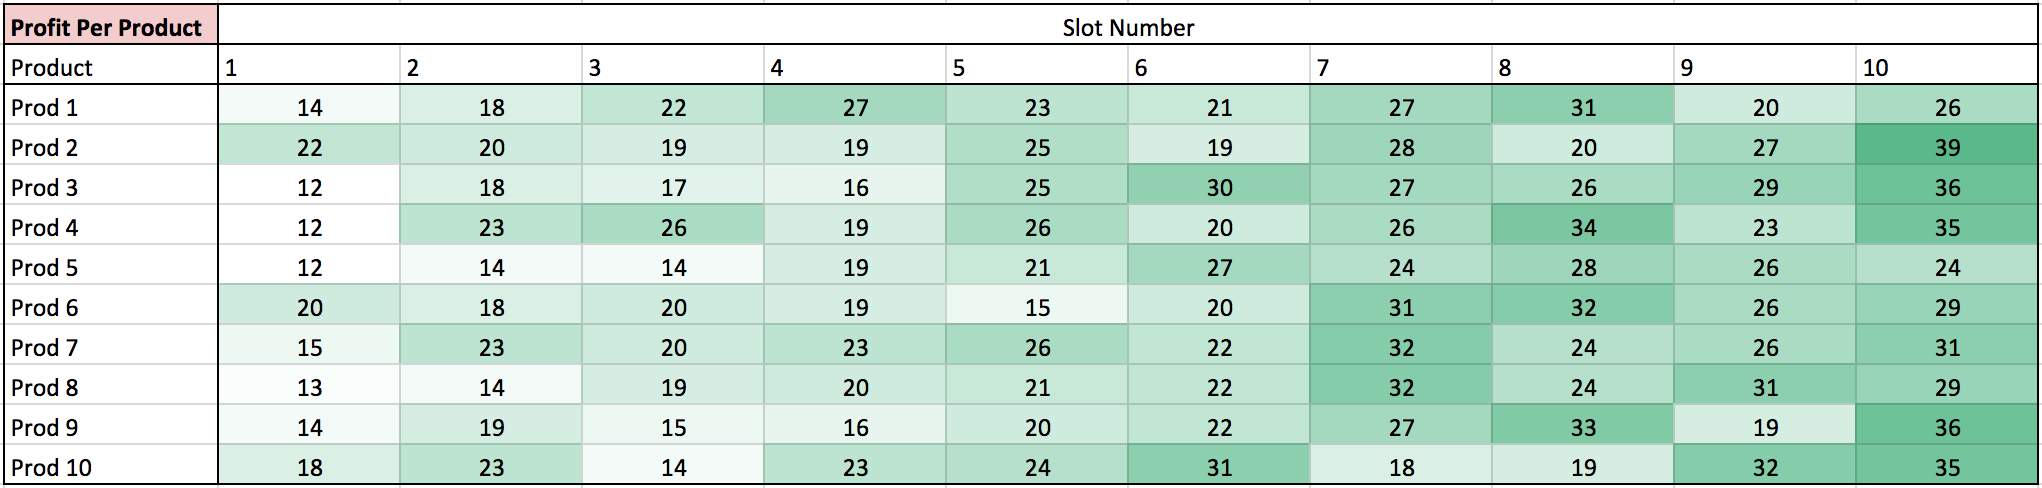 Profit Per Product Slot Number
Product 1 2 3 4 5 6 7 8 9 10
Prod 1 14 18 22 27 23 21 27 31 20 26
Prod 2 22 20 19 19 25 19 28 20 27 39
Prod 3 12 18 17 16 25 30 27 26 29 36
Prod 4 12 23 26 19 26 20 26 34 23 35
Prod 5 12 14 14 19 21 27 24 28 26 24
Prod 6 20 18 20 19 15 20 31 32 26 29
Prod 7 15 23 20 23 26 22 32 24 26 31
Prod 8 13 14 19 20 21 22 32 24 31 29
Prod 9 14 19 15 16 20 22 27 33 19 36
Prod 10 18 23 14 23 24 31 18 19 32 35